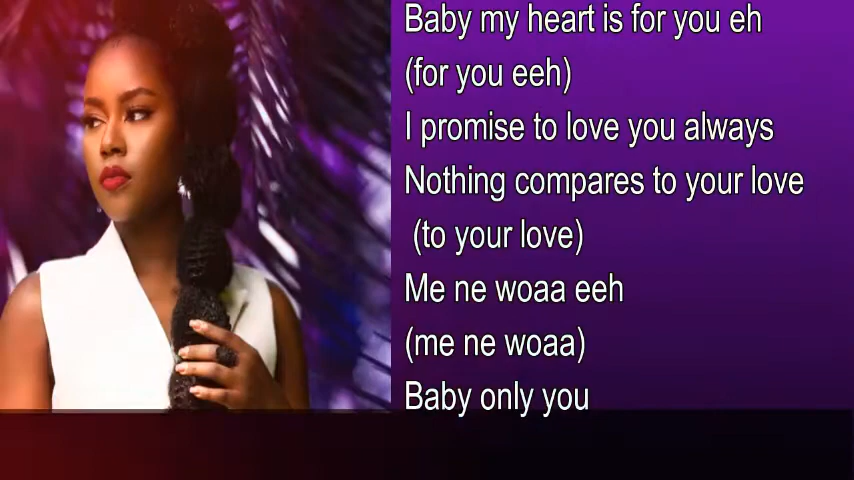 Baby my heart is for you eh
(for you eeh)
I promise to love you always
Nothing compares to your love
(to your love)
Me ne woaa eeh
(me ne woaa)
Baby only you